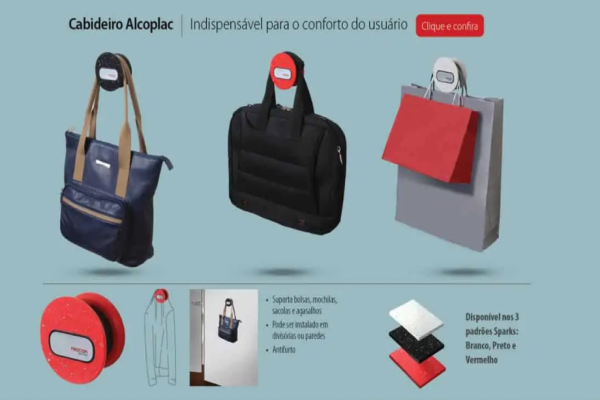 Cabideiro Alcoplac | Indispensável para o conforto do usuário
Clique e confira
• Suporta bolsas, mochilas,
sacolas e agasalhos
• Pode ser instalado em
divisórias ou paredes
• Antifurto
Disponível nos 3
padrões Sparks:
Branco, Preto e
Vermelho